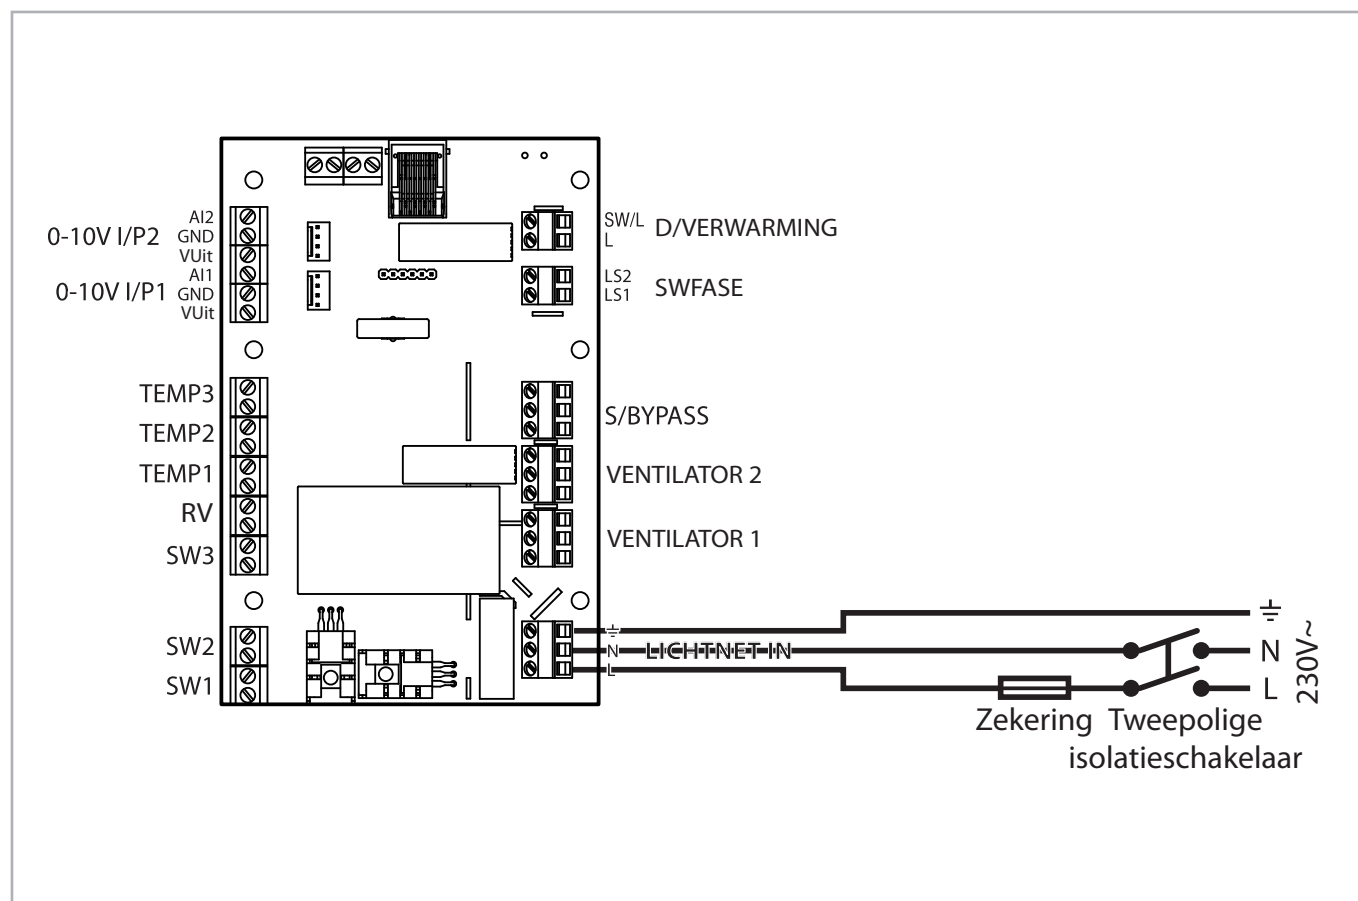 AI2
0-10V I/P2 GND
VUit
AI1
0-10V I/P1 GND
VUit
TEMP3
TEMP2
TEMP1
RV
SW3
SW2
SW1
SW/L D/VERWARMING
L
LS2
LS1 SWFASE
S/BYPASS
VENTILATOR 2
VENTILATOR 1
N LICHTNET IN
L
N
L
230V~
Zekering
Tweepolige
isolatieschakelaar